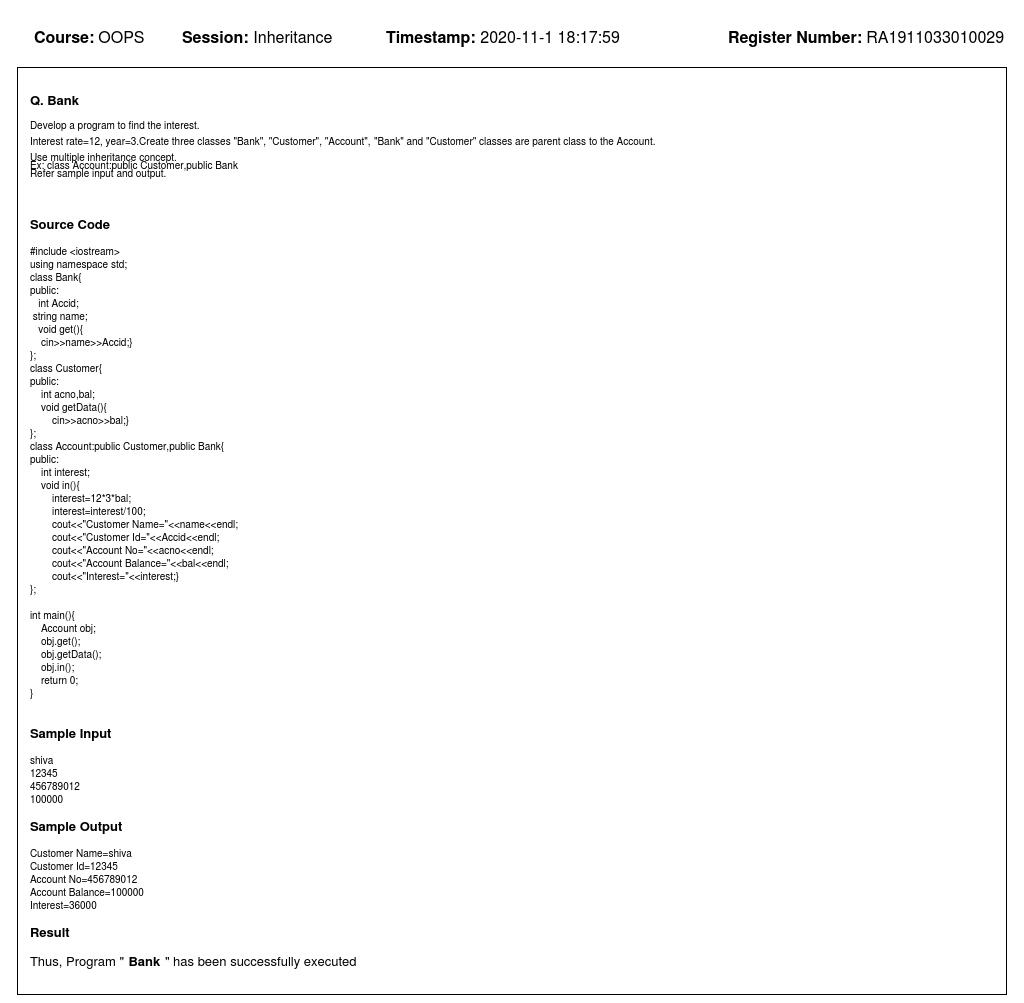 Course: OOPS Session: Inheritance Timestamp: 2020-11-1 18:17:59 Register Number: RA1911033010029
Q. Bank
Develop a program to find the interest.
Interest rate=12, year=3.Create three classes "Bank", "Customer", "Account", "Bank" and "Customer" classes are parent class to the Account.
Use multiple inheritance concept.
Ex: class Account:public Customer,public Bank
Refer sample input and output.
Source Code
#include <iostream>
using namespace std;
class Bank{
public:
int Accid;
string name;
void get(){
cin>>name>>Accid;}
};
class Customer{
public:
int acno,bal;
void getData(){
cin>>acno>>bal;}
};
class Account:public Customer,public Bank{
public:
int interest;
void in(){
interest=12*3*bal;
interest=interest/100;
cout<<"Customer Name="<<name<<endl;
cout<<"Customer Id="<<Accid<<endl;
cout<<"Account No="<<acno<<endl;
cout<<"Account Balance="<<bal<<endl;
cout<<"Interest="<<interest;}
};
int main(){
Account obj;
obj.get();
obj.getData();
obj.in();
return 0;
}
Sample Input
shiva
12345
456789012
100000
Sample Output
Customer Name=shiva
Customer Id=12345
Account No=456789012
Account Balance=100000
Interest=36000
Result
Thus, Program " Bank " has been successfully executed